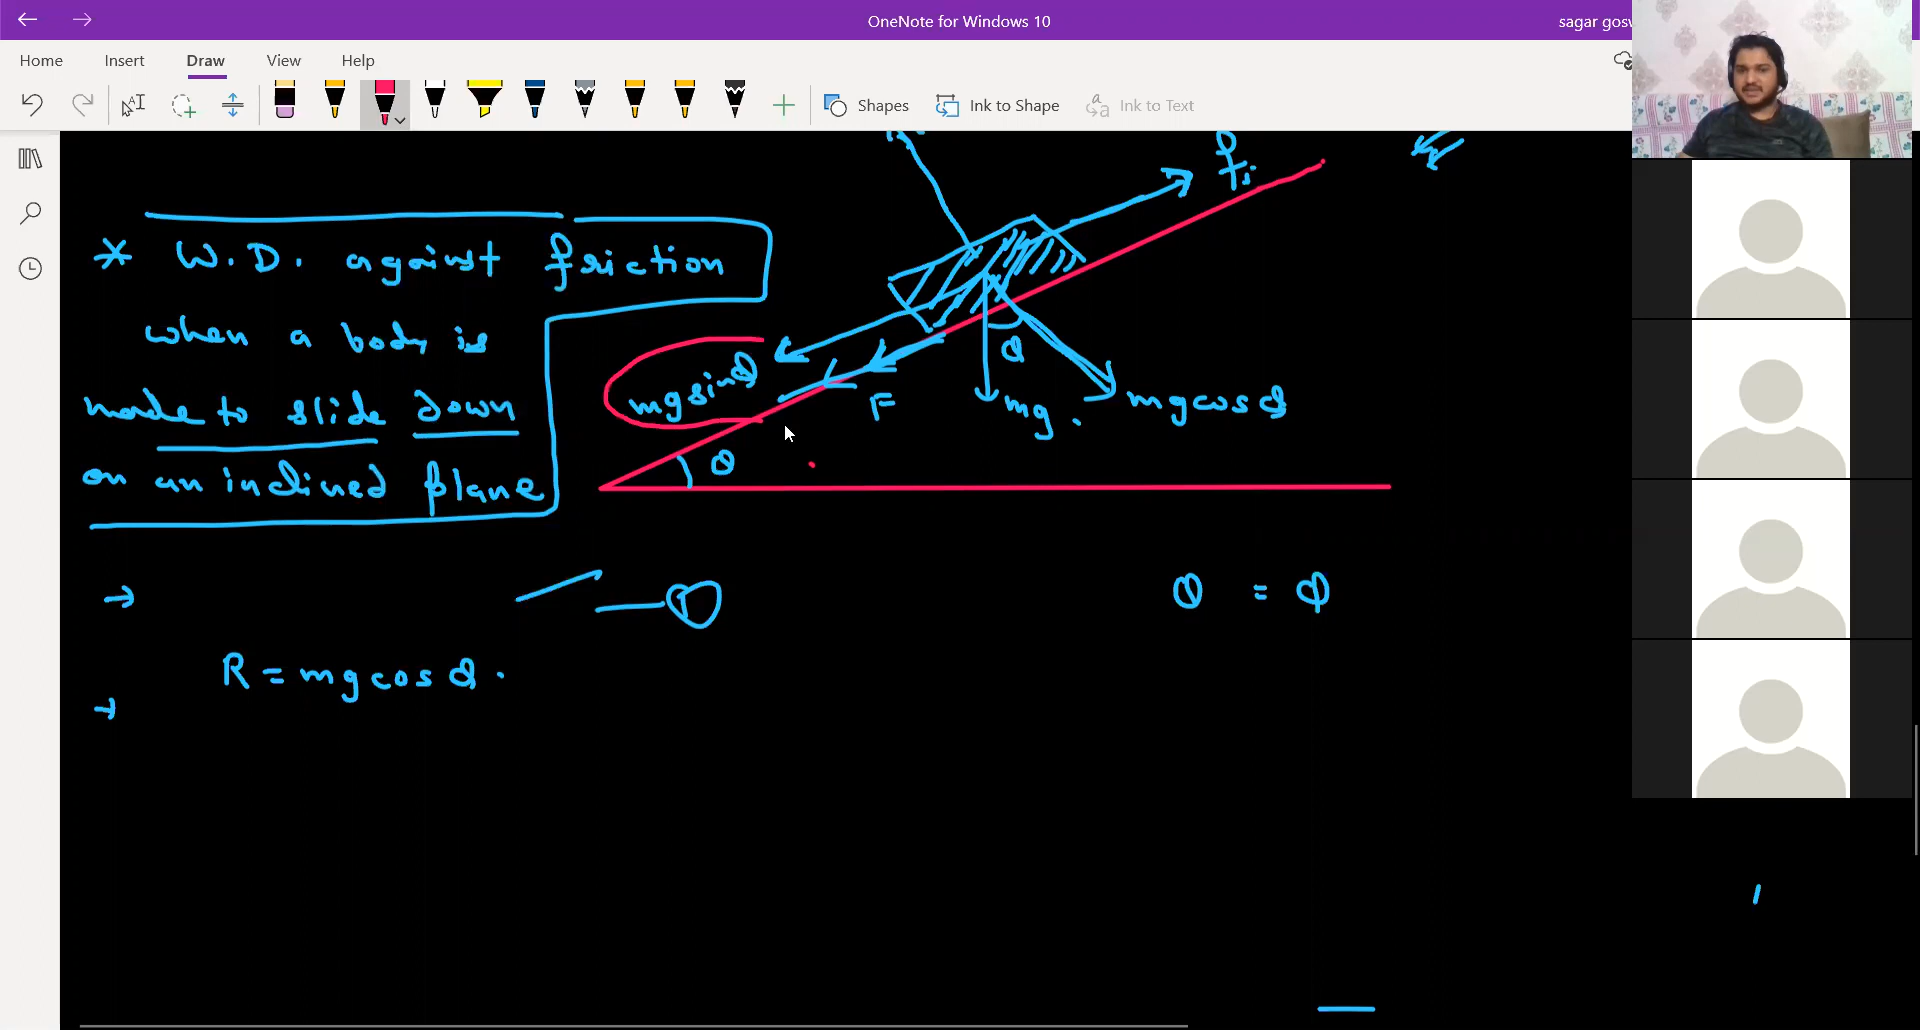 OneNote for Windows 10
sagar gosw
Home Insert Draw View Help
Shapes Ink to Shape Ink to Text
* W.D. against friction
when a body is
made to slide down
on an inclined plane
mg sinθ
F
θ
mg.
mg cosθ
θ
θ = ϕ
R = mg cosθ.